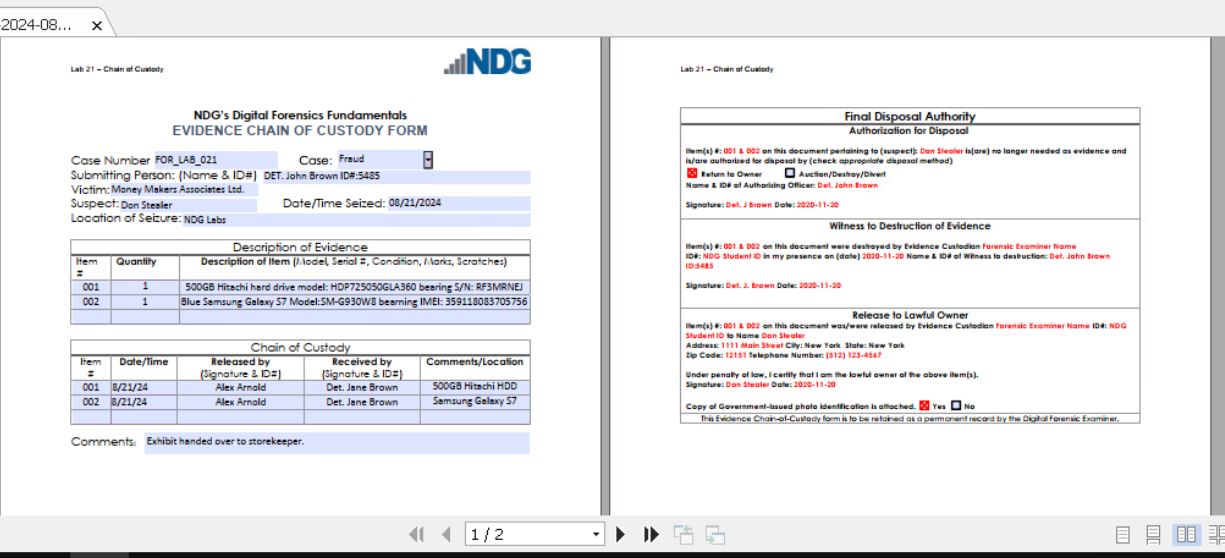 -2024-08... ×
Lab 21 – Chain of Custody
NDG
NDG's Digital Forensics Fundamentals
EVIDENCE CHAIN OF CUSTODY FORM
Case Number FOR_LAB_021 Case: Fraud
Submitting Person: (Name & ID#) DET. John Brown ID#:5485
Victim: Money Makers Associates Ltd.
Suspect: Don Stealer Date/Time Seized: 08/21/2024
Location of Seizure: NDG Labs
Description of Evidence
Item # Quantity Description of Item (Model, Serial #, Condition, Marks, Scratches)
001 1 500GB Hitachi hard drive model: HDP725050GLA360 bearing S/N: RF3MRNEJ
002 1 Blue Samsung Galaxy S7 Model:SM-G930W8 bearning IMEI: 359118083705756
Chain of Custody
Item # Date/Time Released by (Signature & ID#) Received by (Signature & ID#) Comments/Location
001 8/21/24 Alex Arnold Det. Jane Brown 500GB Hitachi HDD
002 8/21/24 Alex Arnold Det. Jane Brown Samsung Galaxy S7
Comments: Exhibit handed over to storekeeper.
Lab 21 – Chain of Custody
Final Disposal Authority
Authorization for Disposal
Item(s) #: 001 & 002 on this document pertaining to (suspect): Don Stealer is(are) no longer needed as evidence and
is/are authorized for disposal by (check appropriate disposal method)
Return to Owner Auction/Destroy/Divert
Name & ID# of Authorizing Officer: Det. John Brown
Signature: Det. J Brown Date: 2020-11-20
Witness to Destruction of Evidence
Item(s) #: 001 & 002 on this document were destroyed by Evidence Custodian Forensic Examiner Name
ID#: NDG Student ID in my presence on (date) 2020-11-20 Name & ID# of Witness to destruction: Det. John Brown
ID:5485
Signature: Det. J. Brown Date: 2020-11-20
Release to Lawful Owner
Item(s) #: 001 & 002 on this document was/were released by Evidence Custodian Forensic Examiner Name ID#: NDG
Student ID to Name Don Stealer
Address: 1111 Main Street City: New York State: New York
Zip Code: 12151 Telephone Number: (512) 123-4567
Under penalty of law, I certify that I am the lawful owner of the above item(s).
Signature: Don Stealer Date: 2020-11-20
Copy of Government-issued photo identification is attached. Yes No
This Evidence Chain-of-Custody form is to be retained as a permanent record by the Digital Forensic Examiner.
1 / 2